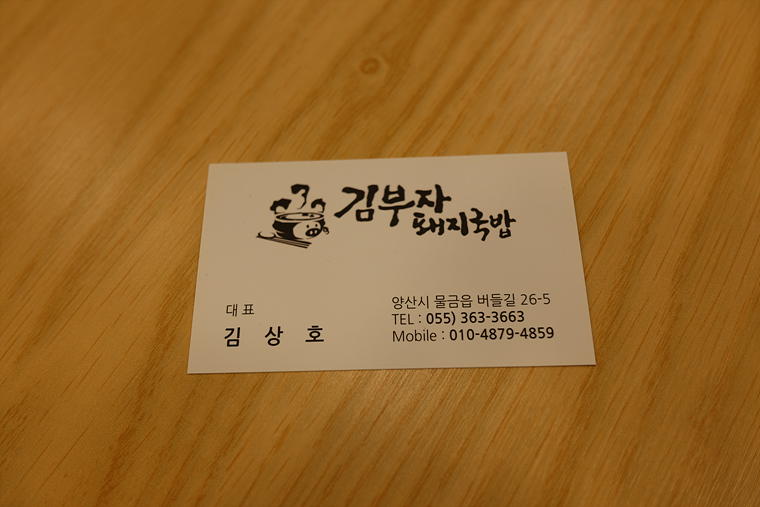 김부자
돼지국밥
대표
김 상 호
양산시 물금읍 버들길 26-5
TEL : 055) 363-3663
Mobile : 010-4879-4859